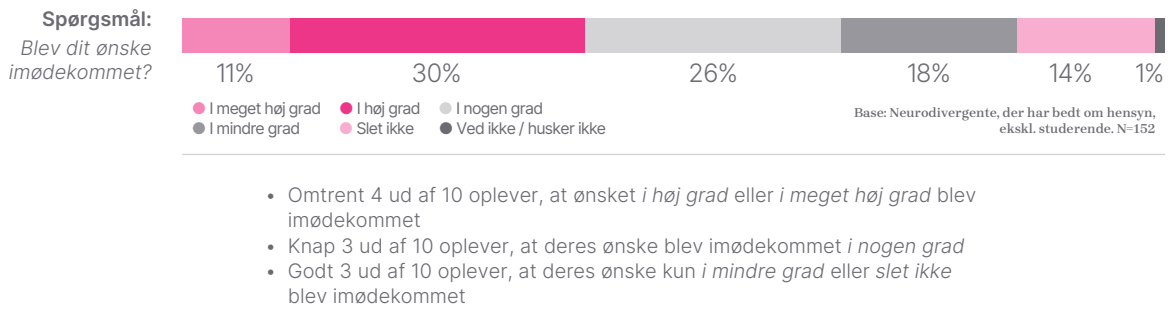 Spørgsmål:
Blev dit ønske
imødekommet?
11% 30% 26% 18% 14% 1%
I meget høj grad I høj grad I nogen grad
I mindre grad Slet ikke Ved ikke / husker ikke
Base: Neurodivergente, der har bedt om hensyn,
ekskl. studerende. N=152
• Omtrent 4 ud af 10 oplever, at ønsket i høj grad eller i meget høj grad blev
imødekommet
• Knap 3 ud af 10 oplever, at deres ønske blev imødekommet i nogen grad
• Godt 3 ud af 10 oplever, at deres ønske kun i mindre grad eller slet ikke
blev imødekommet